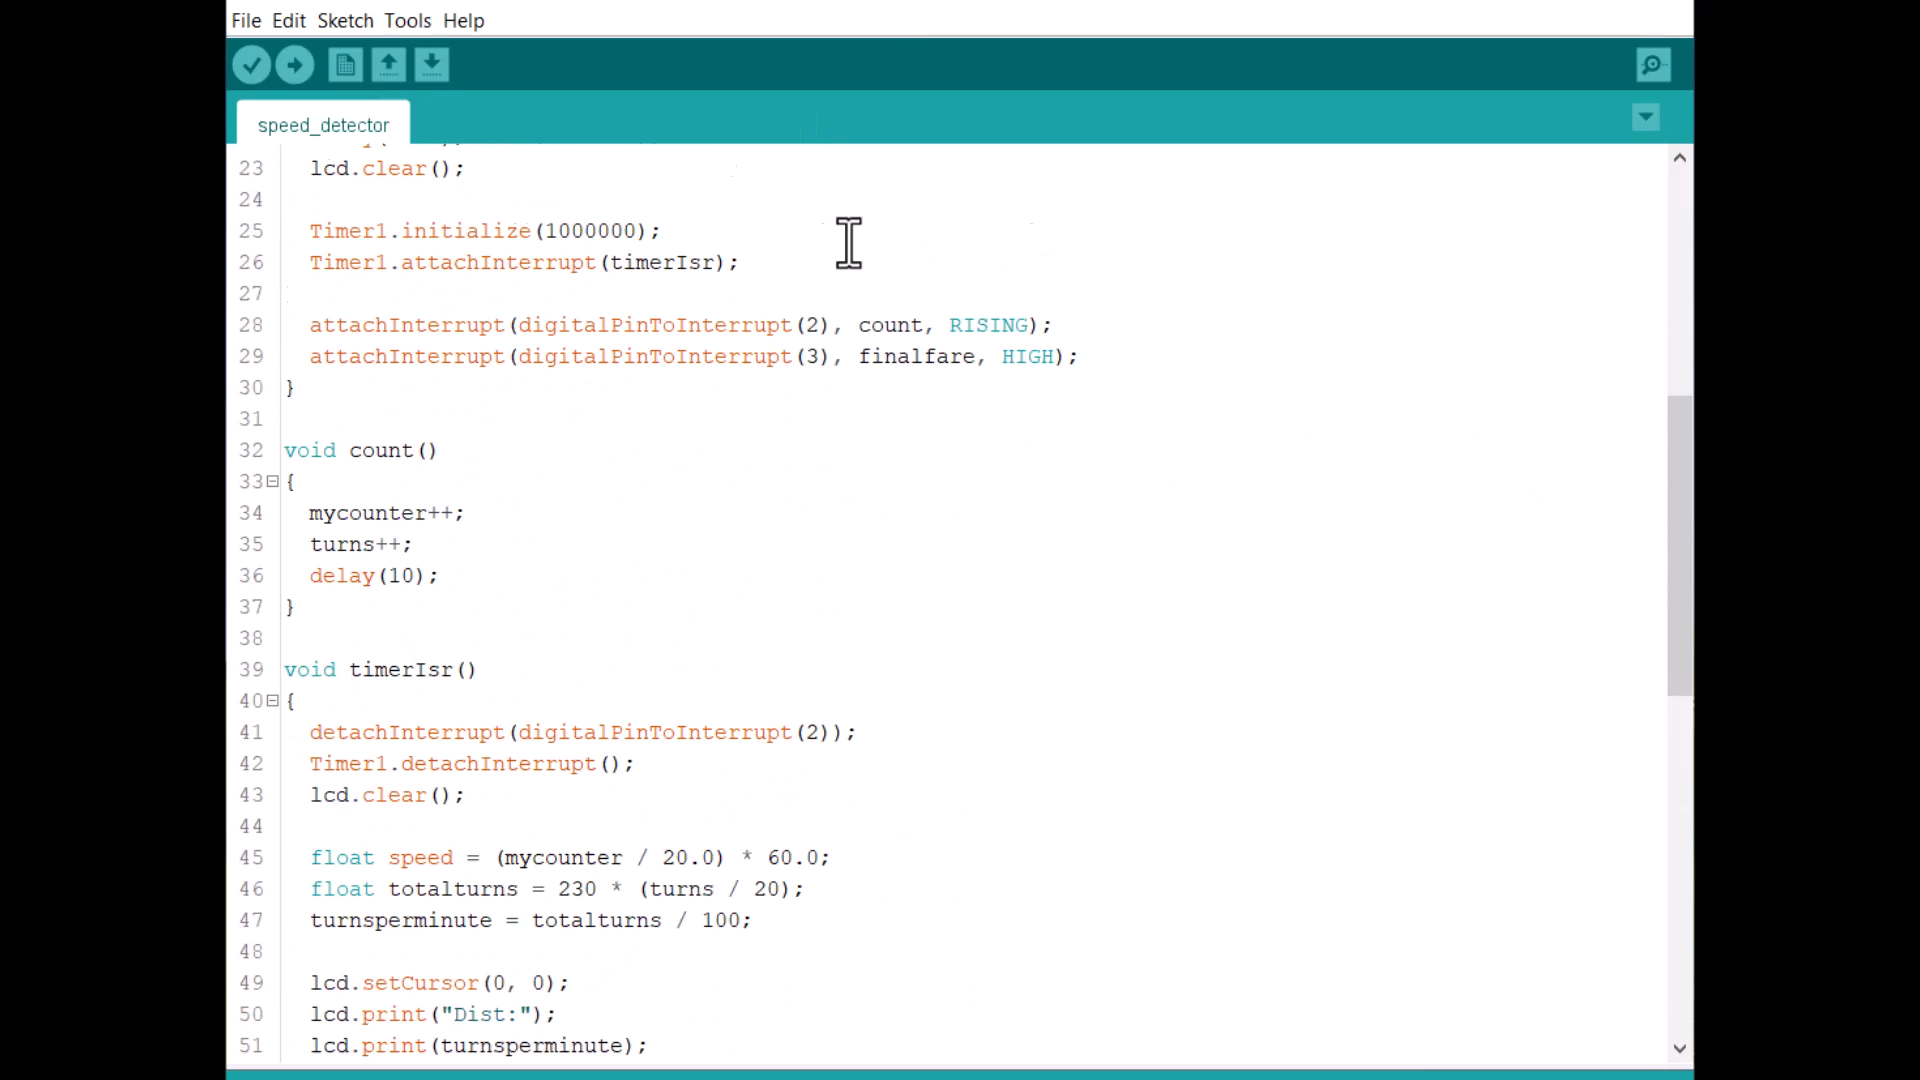 File Edit Sketch Tools Help
speed_detector
23 lcd.clear();
24
25 Timer1.initialize(1000000);
26 Timer1.attachInterrupt(timerIsr);
27
28 attachInterrupt(digitalPinToInterrupt(2), count, RISING);
29 attachInterrupt(digitalPinToInterrupt(3), finalfare, HIGH);
30 }
31
32 void count()
33 {
34 mycounter++;
35 turns++;
36 delay(10);
37 }
38
39 void timerIsr()
40 {
41 detachInterrupt(digitalPinToInterrupt(2));
42 Timer1.detachInterrupt();
43 lcd.clear();
44
45 float speed = (mycounter / 20.0) * 60.0;
46 float totalturns = 230 * (turns / 20);
47 turnsperminute = totalturns / 100;
48
49 lcd.setCursor(0, 0);
50 lcd.print("Dist:");
51 lcd.print(turnsperminute);